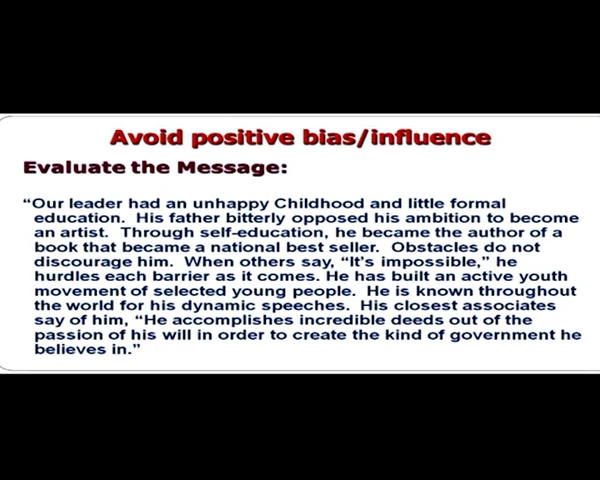 Avoid positive bias/influence
Evaluate the Message:
“Our leader had an unhappy Childhood and little formal
education. His father bitterly opposed his ambition to become
an artist. Through self-education, he became the author of a
book that became a national best seller. Obstacles do not
discourage him. When others say, “It’s impossible,” he
hurdles each barrier as it comes. He has built an active youth
movement of selected young people. He is known throughout
the world for his dynamic speeches. His closest associates
say of him, “He accomplishes incredible deeds out of the
passion of his will in order to create the kind of government he
believes in.”